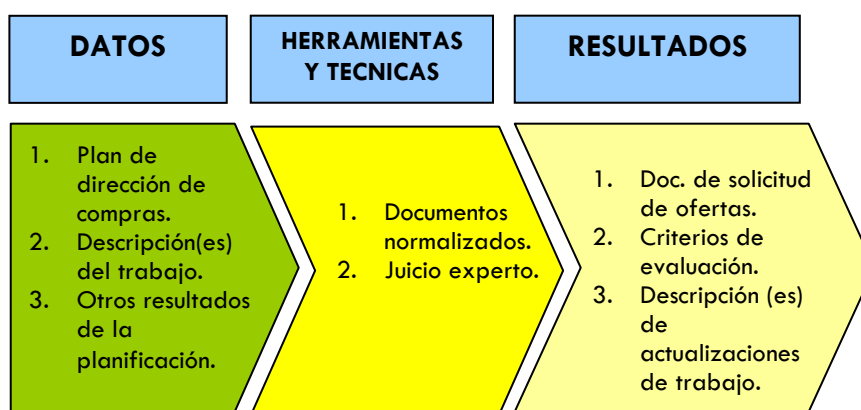 DATOS
HERRAMIENTAS
Y TECNICAS
RESULTADOS
1. Plan de
dirección de
compras.
2. Descripción(es)
del trabajo.
3. Otros resultados
de la
planificación.
1. Documentos
normalizados.
2. Juicio experto.
1. Doc. de solicitud
de ofertas.
2. Criterios de
evaluación.
3. Descripción (es)
de
actualizaciones
de trabajo.